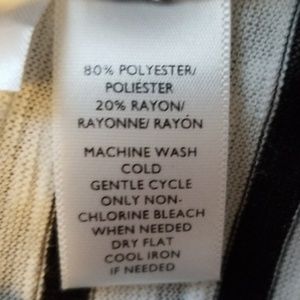 80% POLYESTER/
POLIÉSTER
20% RAYON/
RAYONNE/ RAYÓN
MACHINE WASH
COLD
GENTLE CYCLE
ONLY NON-
CHLORINE BLEACH
WHEN NEEDED
DRY FLAT
COOL IRON
IF NEEDED